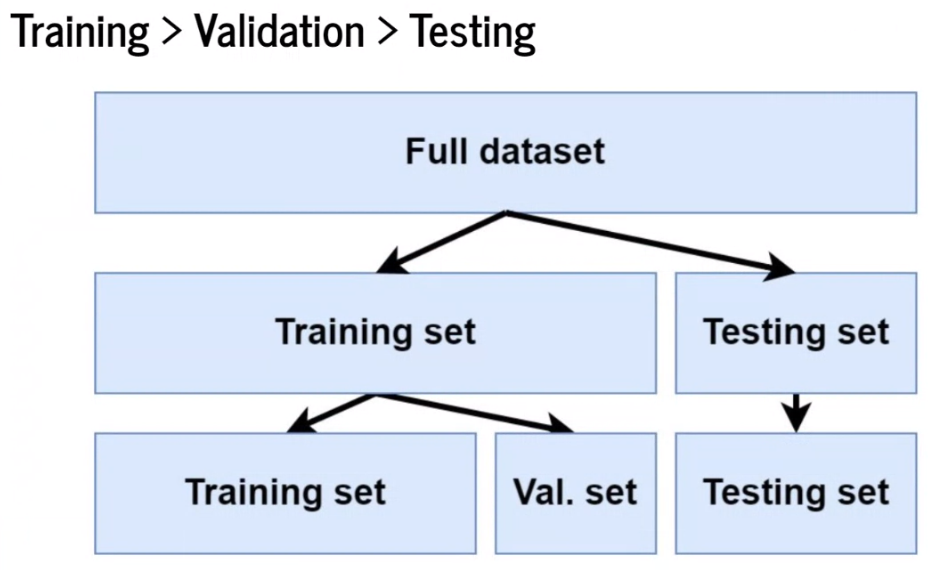 Training > Validation > Testing
Full dataset
Training set
Testing set
Training set
Val. set
Testing set